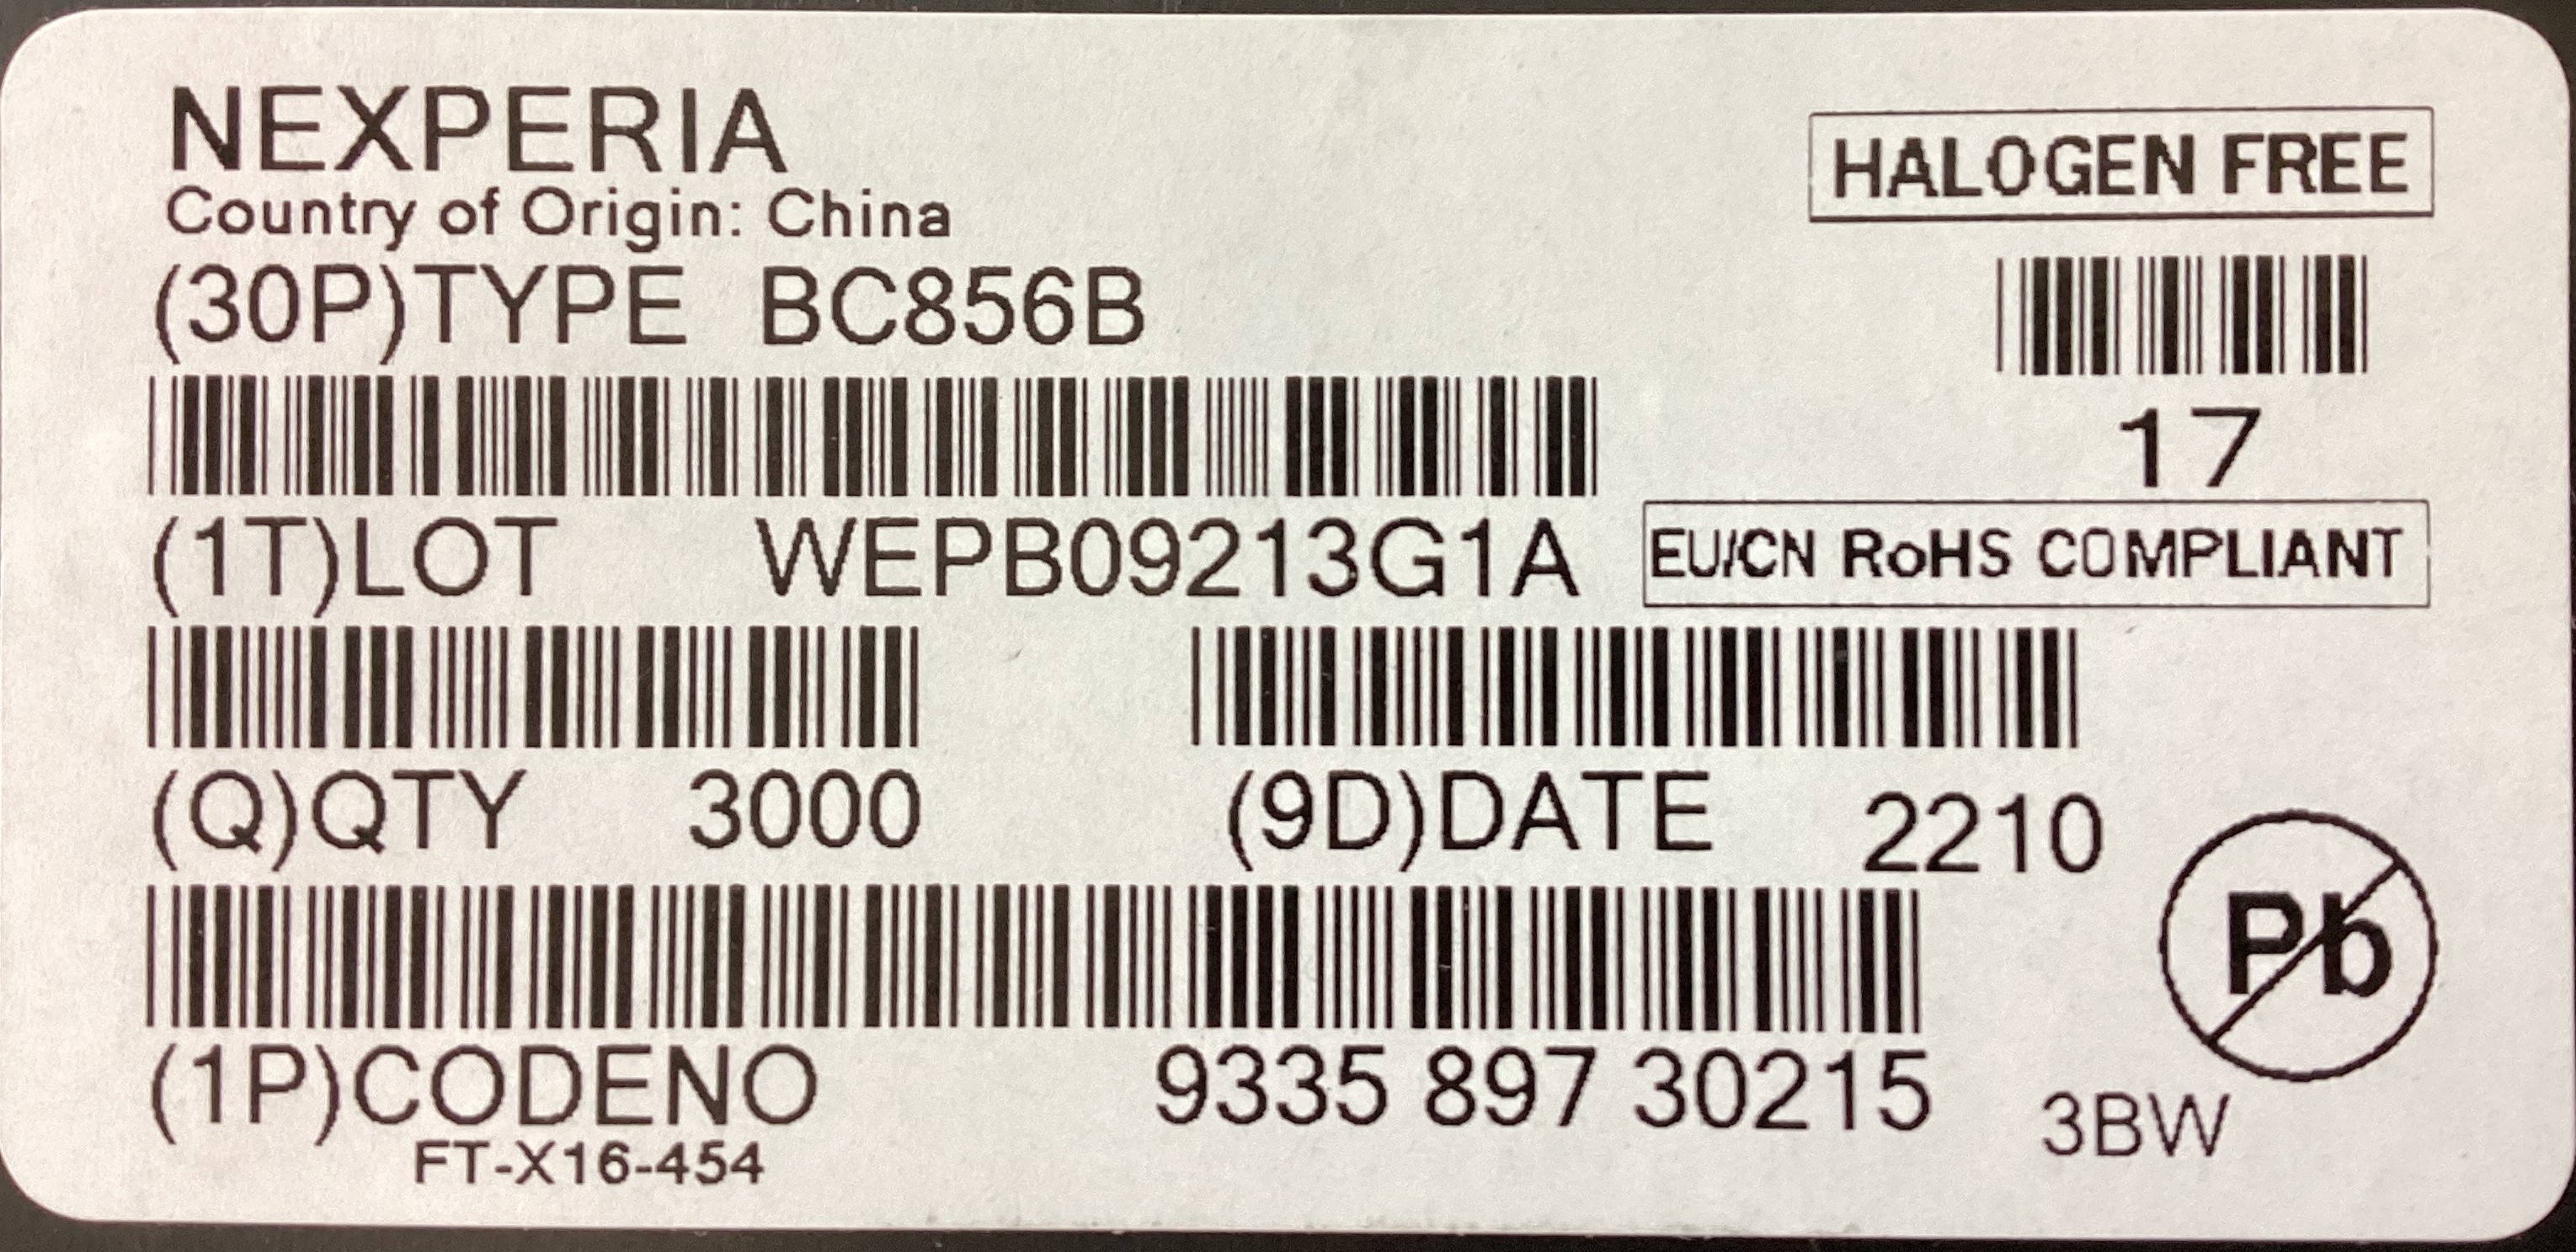 NEXPERIA
Country of Origin: China
HALOGEN FREE
(30P)TYPE BC856B
17
(1T)LOT WEPB09213G1A
EU/CN RoHS COMPLIANT
(Q)QTY 3000
(9D)DATE 2210
Pb
(1P)CODENO 9335 897 30215
3BW
FT-X16-454